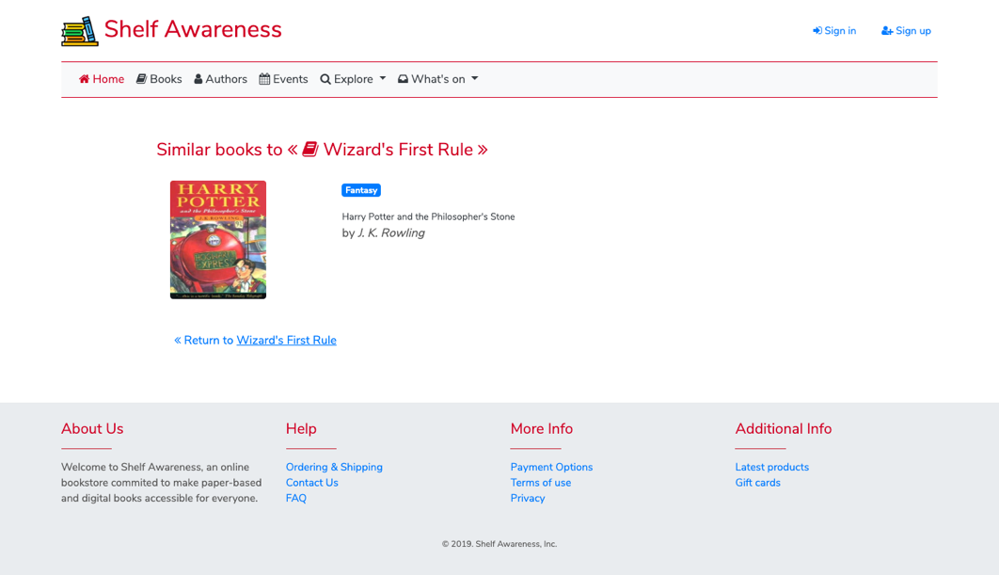 Shelf Awareness
Sign in
Sign up
Home
Books
Authors
Events
Explore
What's on
Similar books to « Wizard's First Rule »
HARRY
POTTER
and the Philosopher's Stone
J.K.ROWLING
Fantasy
Harry Potter and the Philosopher's Stone
by J. K. Rowling
« Return to Wizard's First Rule
About Us
Welcome to Shelf Awareness, an online
bookstore commited to make paper-based
and digital books accessible for everyone.
Help
Ordering & Shipping
Contact Us
FAQ
More Info
Payment Options
Terms of use
Privacy
Additional Info
Latest products
Gift cards
© 2019. Shelf Awareness, Inc.